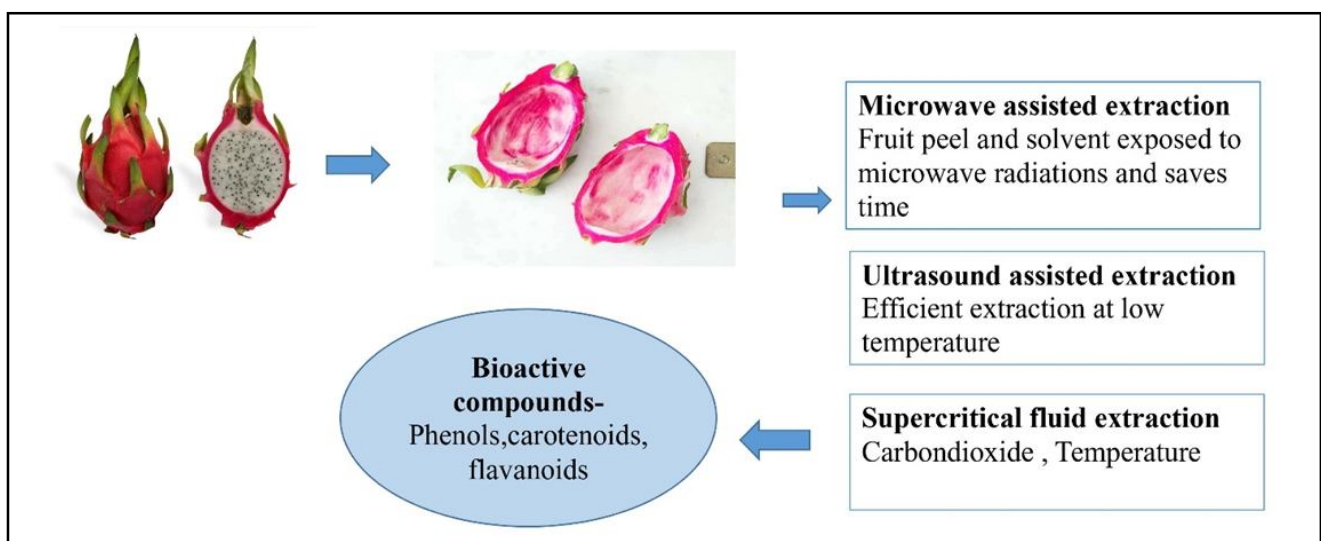 Microwave assisted extraction
Fruit peel and solvent exposed to
microwave radiations and saves
time
Ultrasound assisted extraction
Efficient extraction at low
temperature
Supercritical fluid extraction
Carbondioxide , Temperature
Bioactive
compounds-
Phenols,carotenoids,
flavanoids